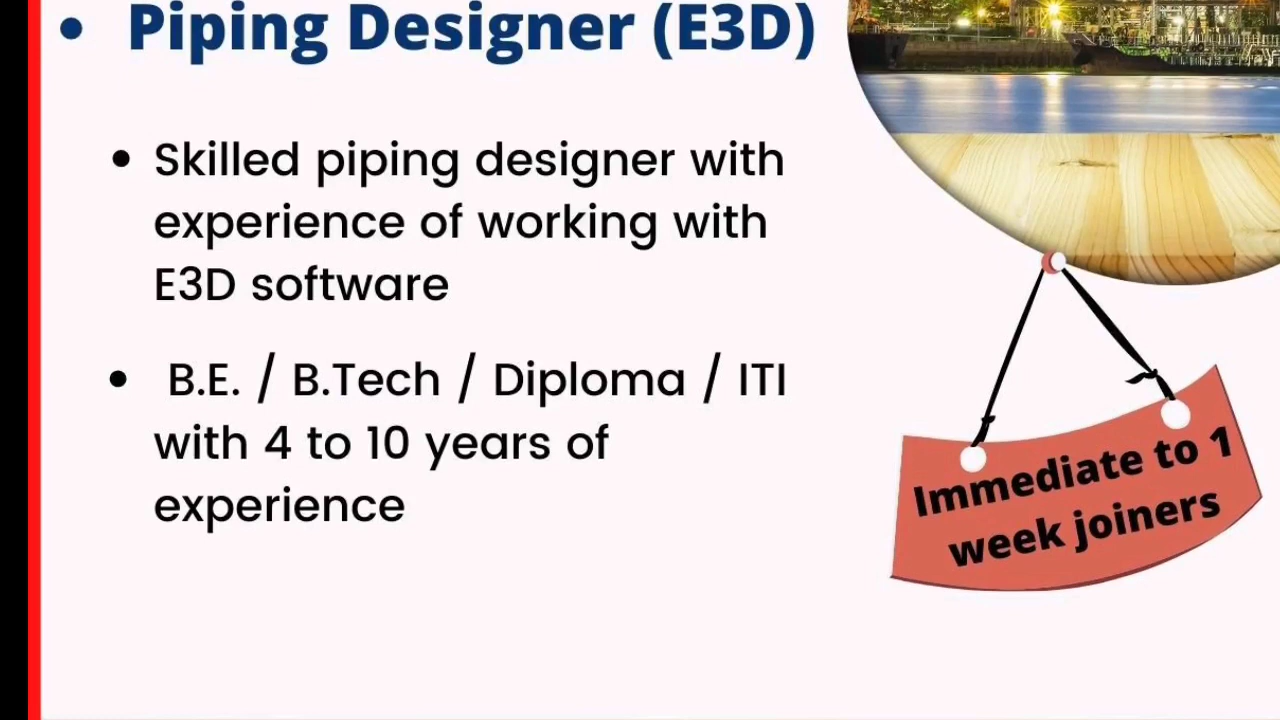 • Piping Designer (E3D)
• Skilled piping designer with
experience of working with
E3D software
• B.E. / B.Tech / Diploma / ITI
with 4 to 10 years of
experience
Immediate to 1
week joiners